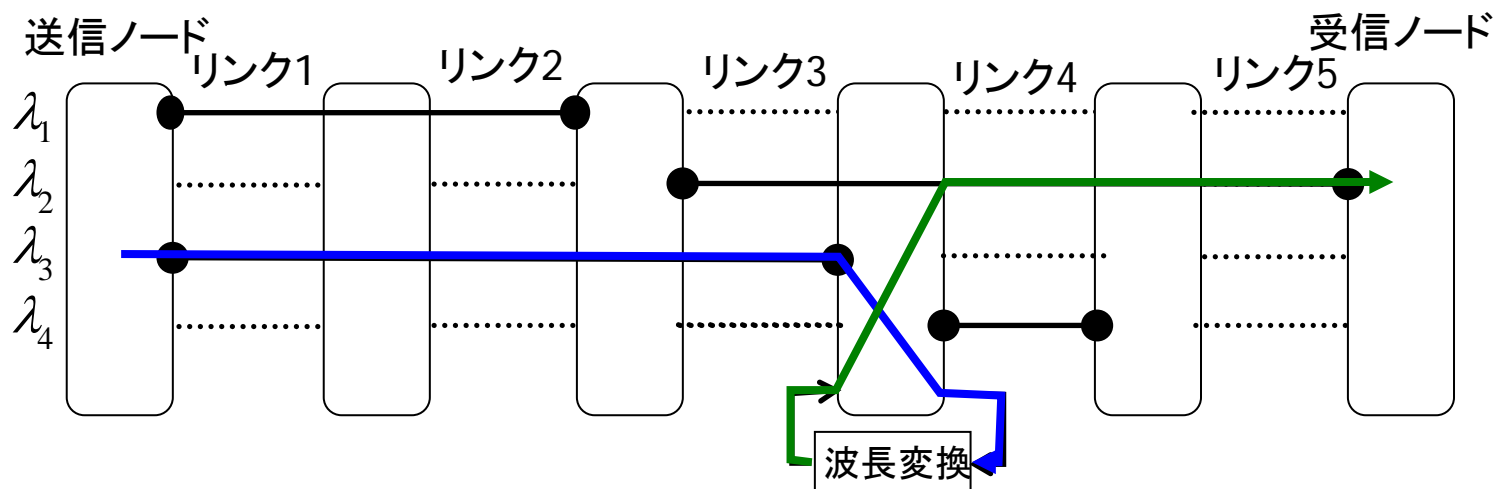 送信ノード
受信ノード
リンク1
リンク2
リンク3
リンク4
リンク5
λ1
λ2
λ3
λ4
波長変換